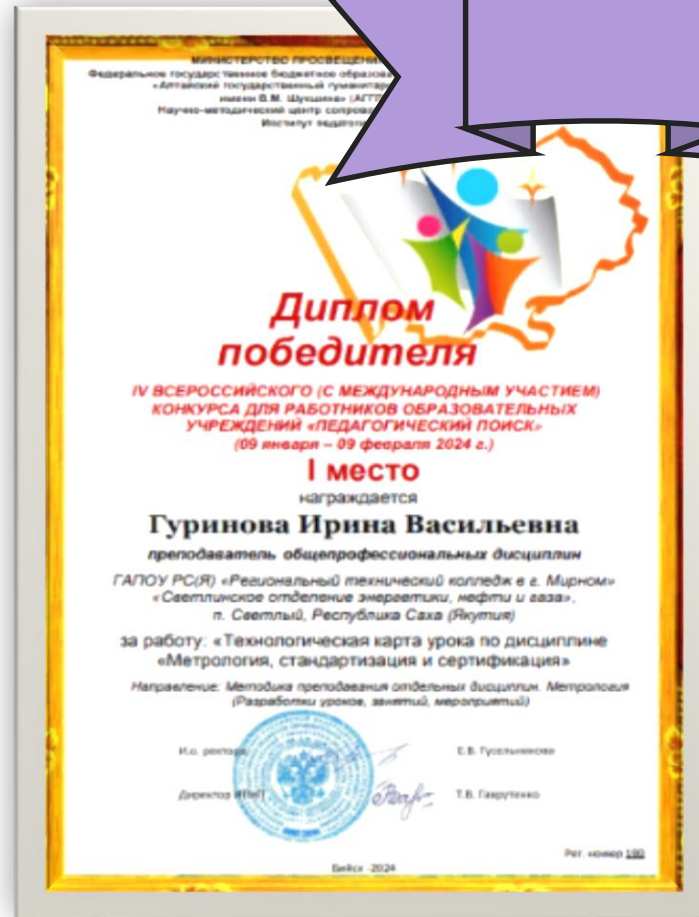 МИНИСТЕРСТВО ПРОСВЕЩЕНИ
Федеральное государственное бюджетное образова
«Алтайский государственный гуманитар
имени В.М. Шукшина» (АГГП
Научно-методический центр сопрово
Институт педагоги
Диплом
победителя
IV ВСЕРОССИЙСКОГО (С МЕЖДУНАРОДНЫМ УЧАСТИЕМ)
КОНКУРСА ДЛЯ РАБОТНИКОВ ОБРАЗОВАТЕЛЬНЫХ
УЧРЕЖДЕНИЙ «ПЕДАГОГИЧЕСКИЙ ПОИСК»
(09 января – 09 февраля 2024 г.)
I место
награждается
Гуринова Ирина Васильевна
преподаватель общепрофессиональных дисциплин
ГАПОУ РС(Я) «Региональный технический колледж в г. Мирном»
«Светлинское отделение энергетики, нефти и газа»,
п. Светлый, Республика Саха (Якутия)
за работу: «Технологическая карта урока по дисциплине
«Метрология, стандартизация и сертификация»
Направление: Методика преподавания отдельных дисциплин. Метрология
(Разработки уроков, занятий, мероприятий)
И.о. ректора
Е.В. Гусельникова
Директор
Т.В. Гаврутенко
Рег. номер 180
Бийск -2024